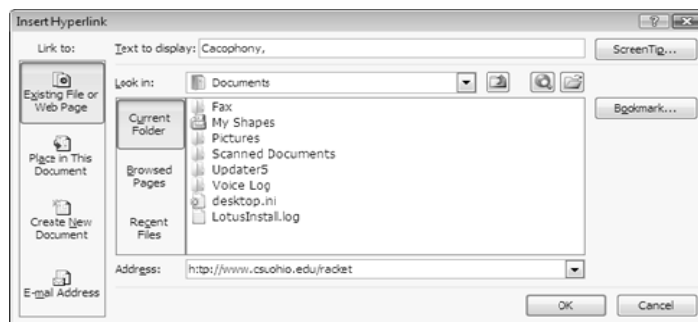 Insert Hyperlink
Link to:
Text to display: Cacophony,
ScreenTip...
Existing File or
Web Page
Look in:
Documents
Bookmark...
Current
Folder
Fax
My Shapes
Pictures
Scanned Documents
Updater5
Voice Log
desktop.ini
LotusInstall.log
Place in This
Document
Browsed
Pages
Create New
Document
Recent
Files
E-mail Address
Address:
http://www.csuohio.edu/racket
OK
Cancel